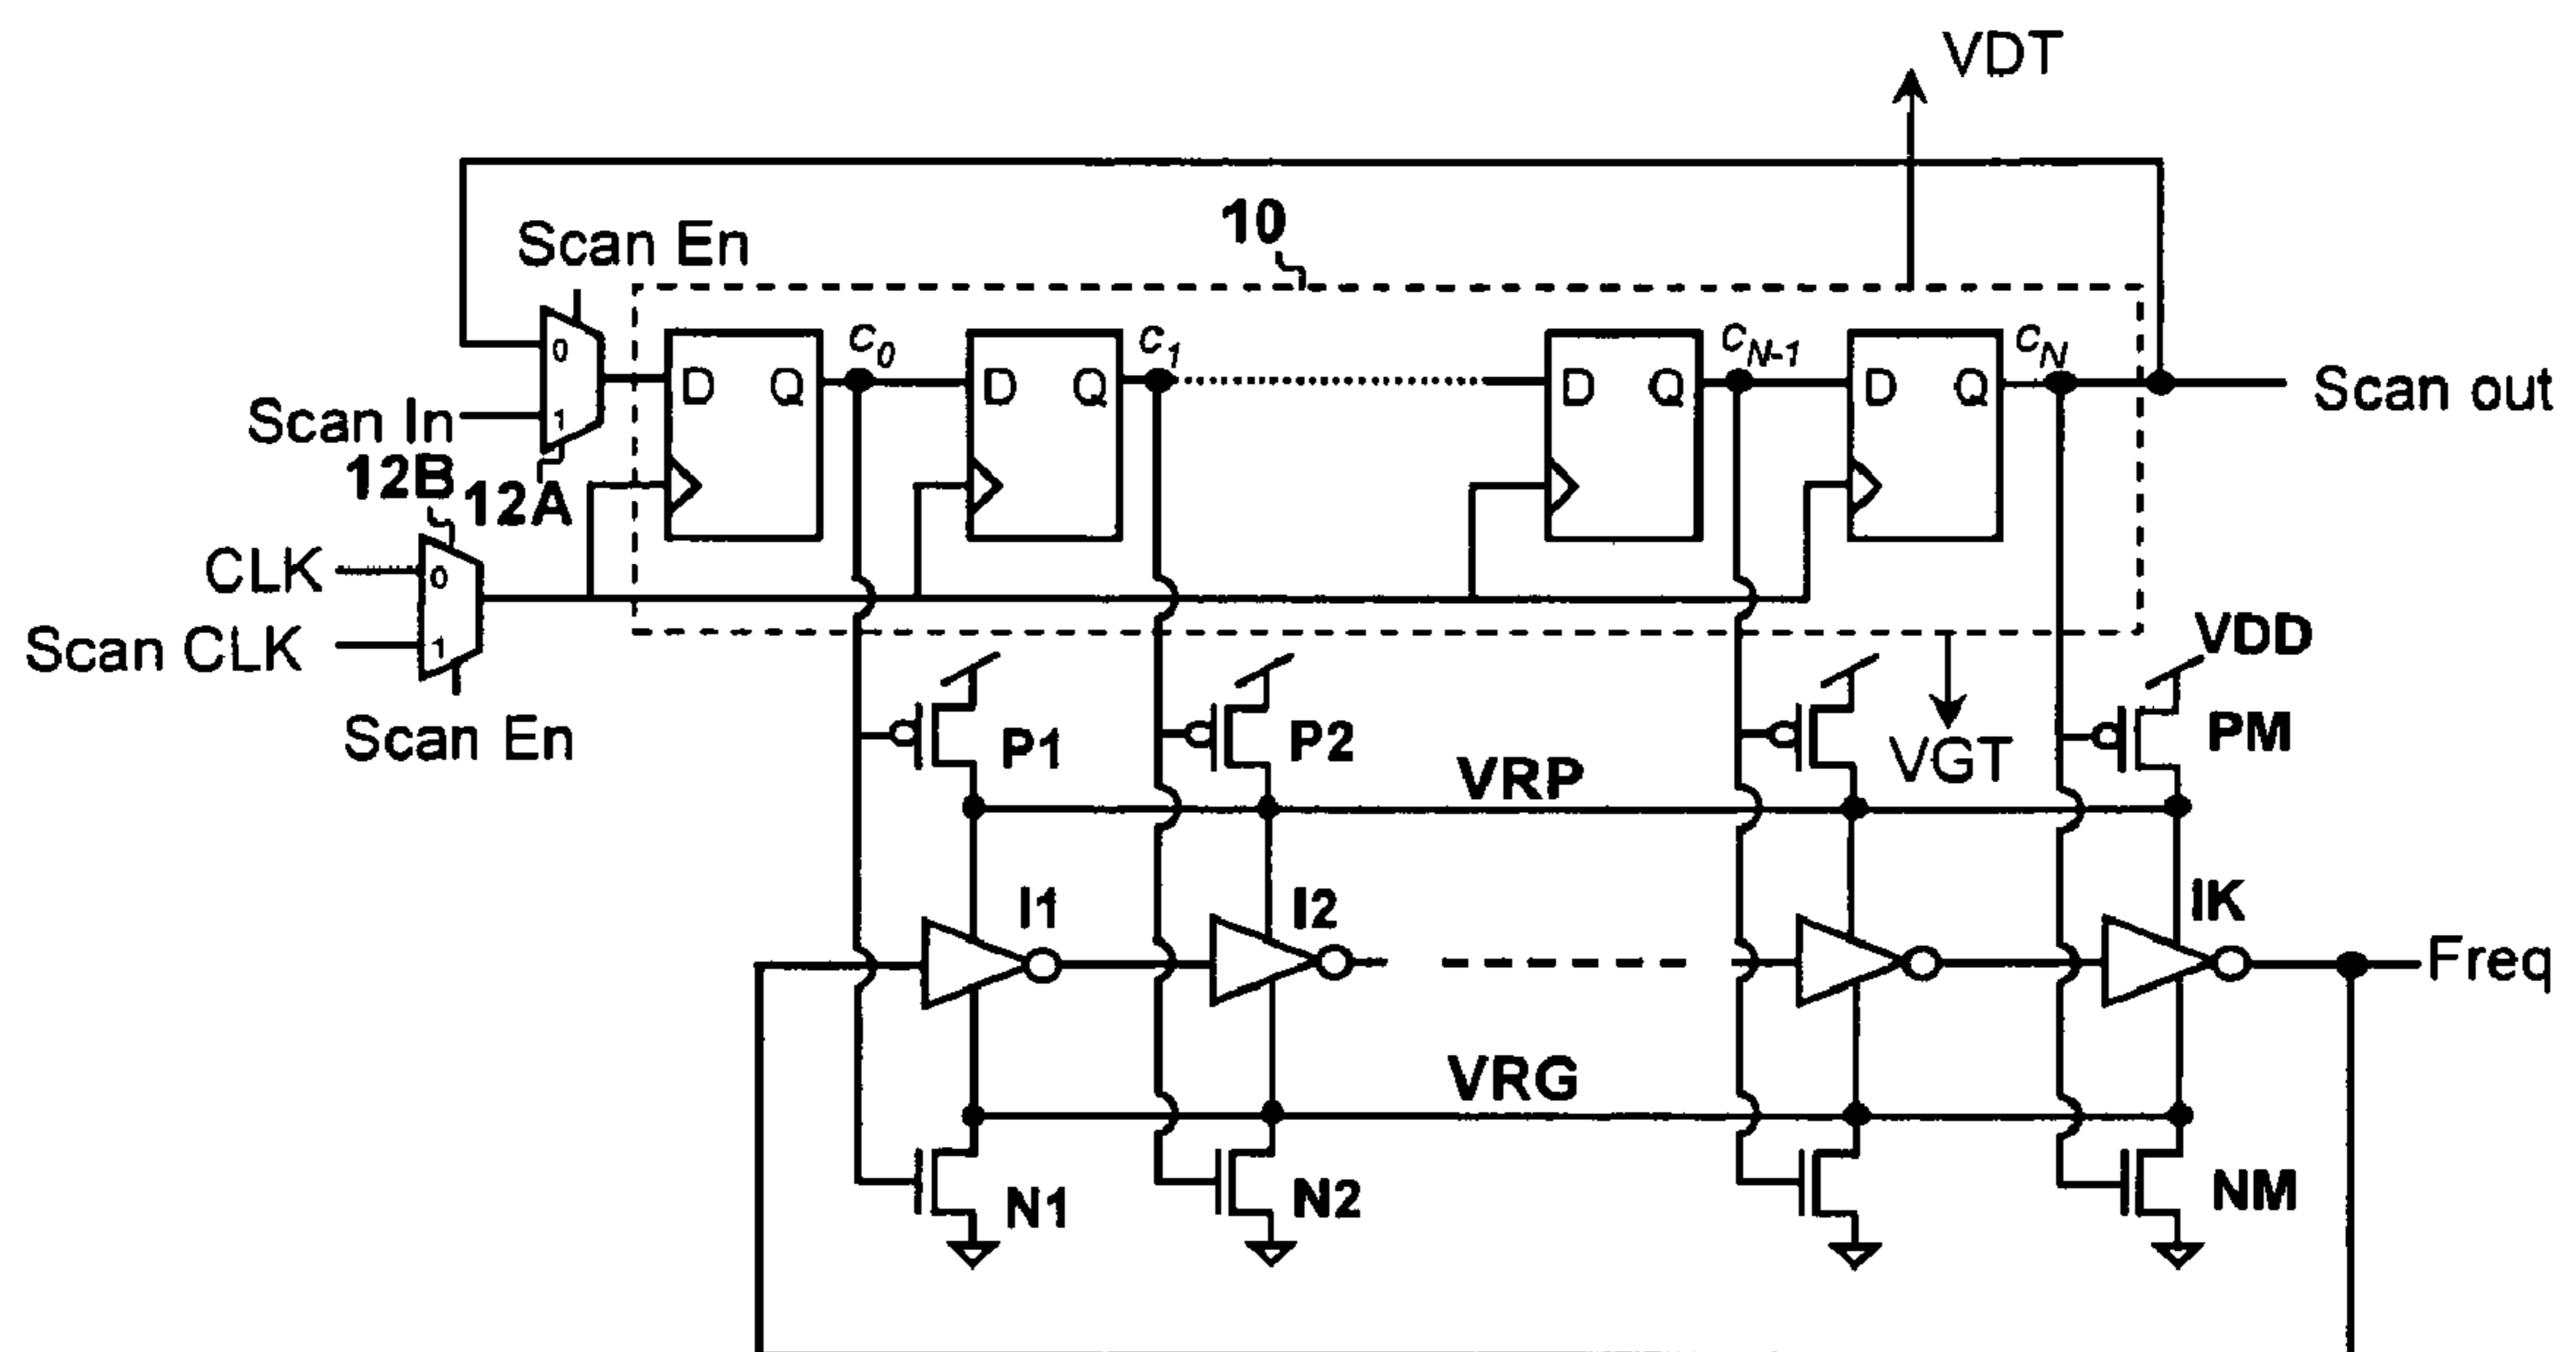 VDT
10
Scan En
0
1
Scan In
D Q
c0
D Q
c1
D Q
cN-1
D Q
cN
Scan out
12B
12A
CLK
0
Scan CLK
1
Scan En
VDD
P1
P2
VRP
VGT
PM
I1
I2
IK
Freq
VRG
N1
N2
NM